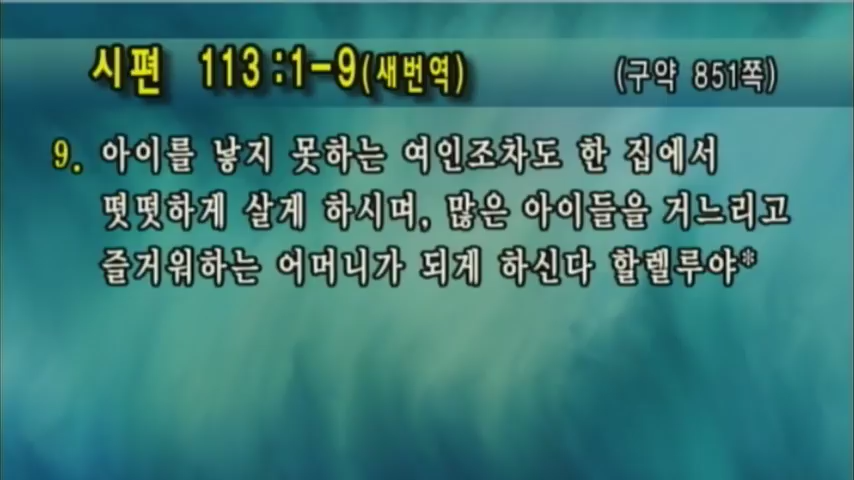 시편 113:1-9(새번역) (구약 851쪽)
9. 아이를 낳지 못하는 여인조차도 한 집에서
떳떳하게 살게 하시며, 많은 아이들을 거느리고
즐거워하는 어머니가 되게 하신다 할렐루야*